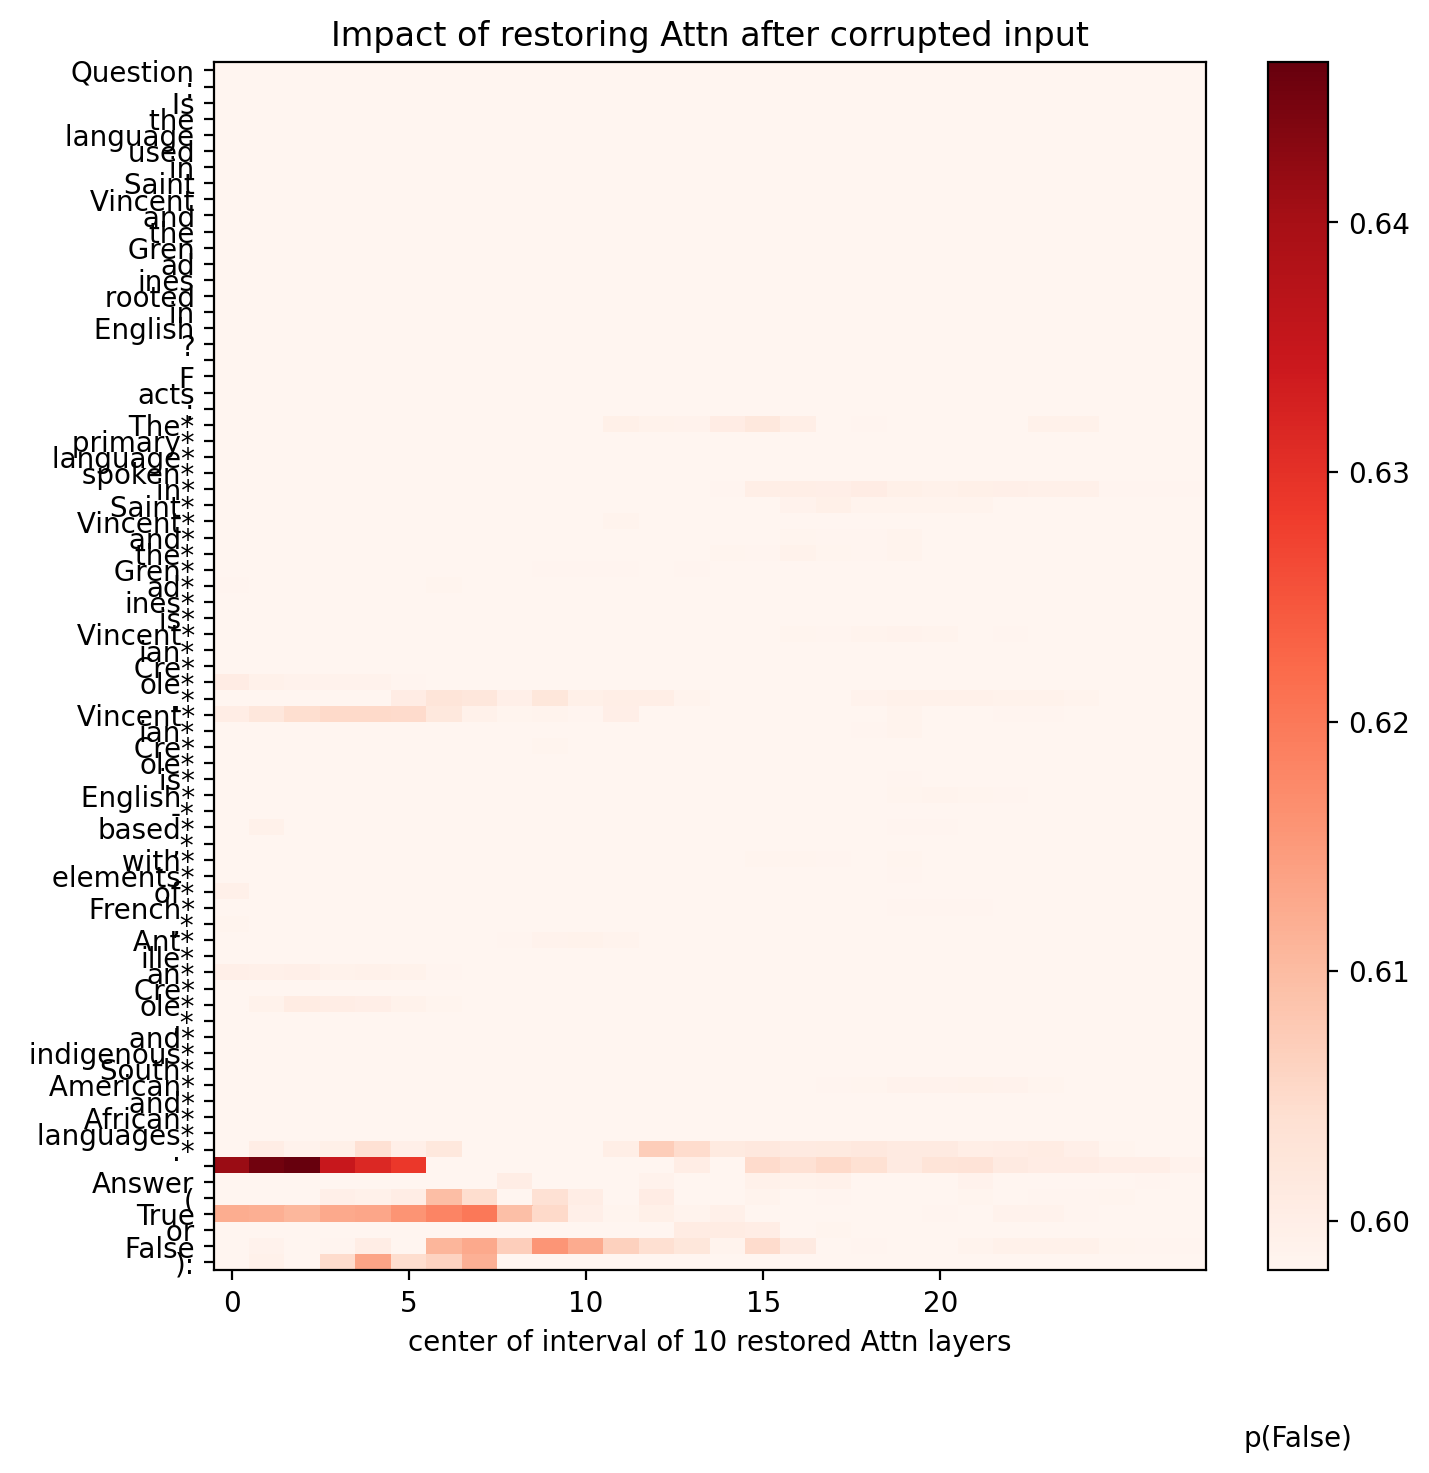 Impact of restoring Attn after corrupted input
Question
:
Is
the
language
used
in
Saint
Vincent
and
the
Gren
ad
ines
rooted
in
English
?
F
acts
:
The*
primary*
language*
spoken*
in*
Saint*
Vincent*
and*
the*
Gren*
ad*
ines*
is*
Vincent*
ian*
Cre*
ole*
.*
Vincent*
ian*
Cre*
ole*
is*
English*
-*
based*
,*
with*
elements*
of*
French*
,*
Ant*
ille*
an*
Cre*
ole*
,*
and*
indigenous*
South*
American*
and*
African*
languages*
.*
Answer
(
True
or
False
):
0
5
10
15
20
center of interval of 10 restored Attn layers
0.64
0.63
0.62
0.61
0.60
p(False)